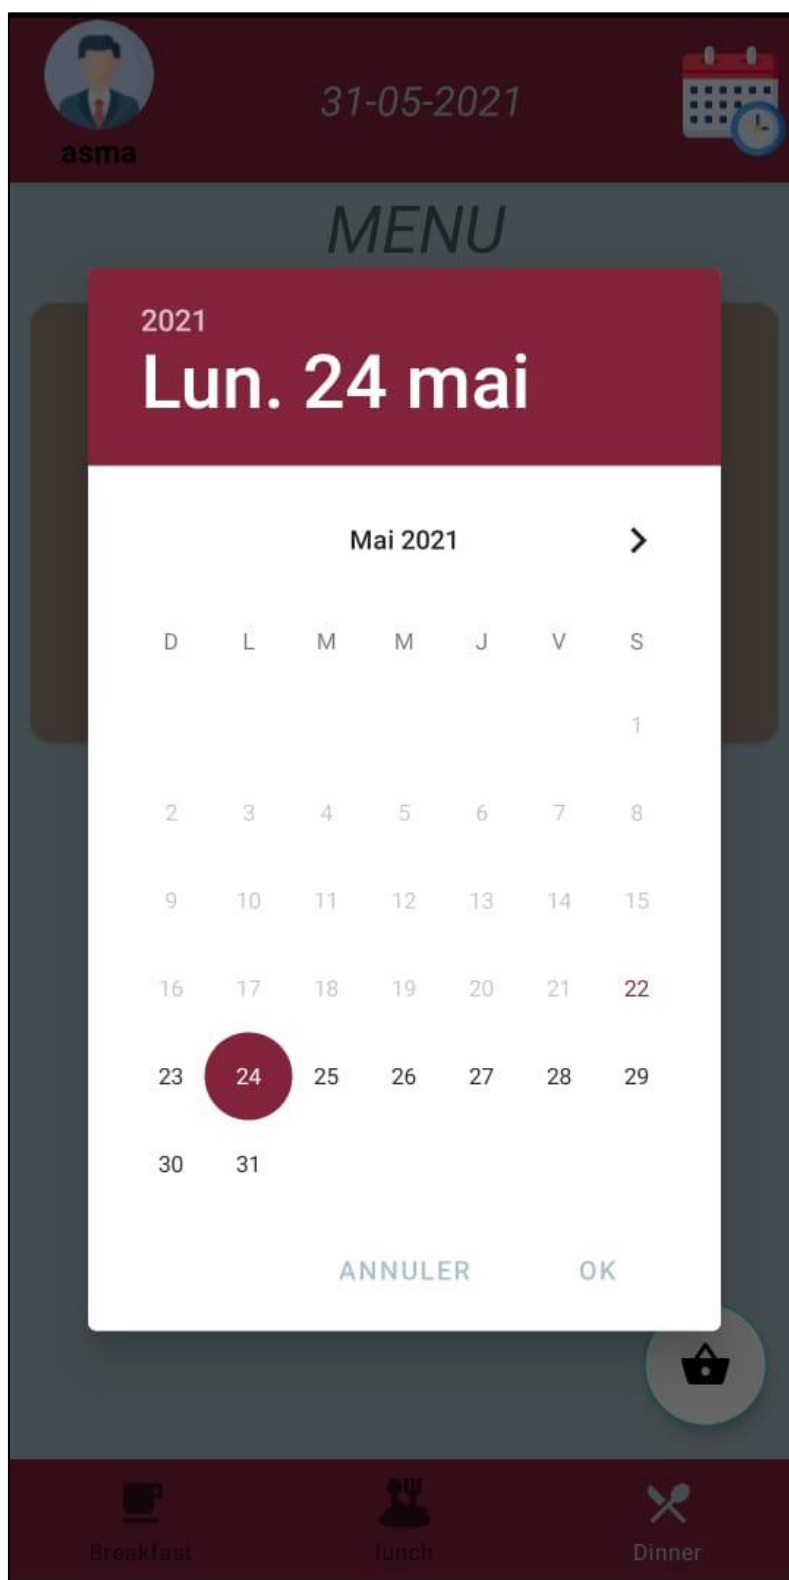 31-05-2021
asma
MENU
2021
Lun. 24 mai
Mai 2021
D L M M J V S
1
2 3 4 5 6 7 8
9 10 11 12 13 14 15
16 17 18 19 20 21 22
23 24 25 26 27 28 29
30 31
ANNULER OK
Breakfast lunch Dinner